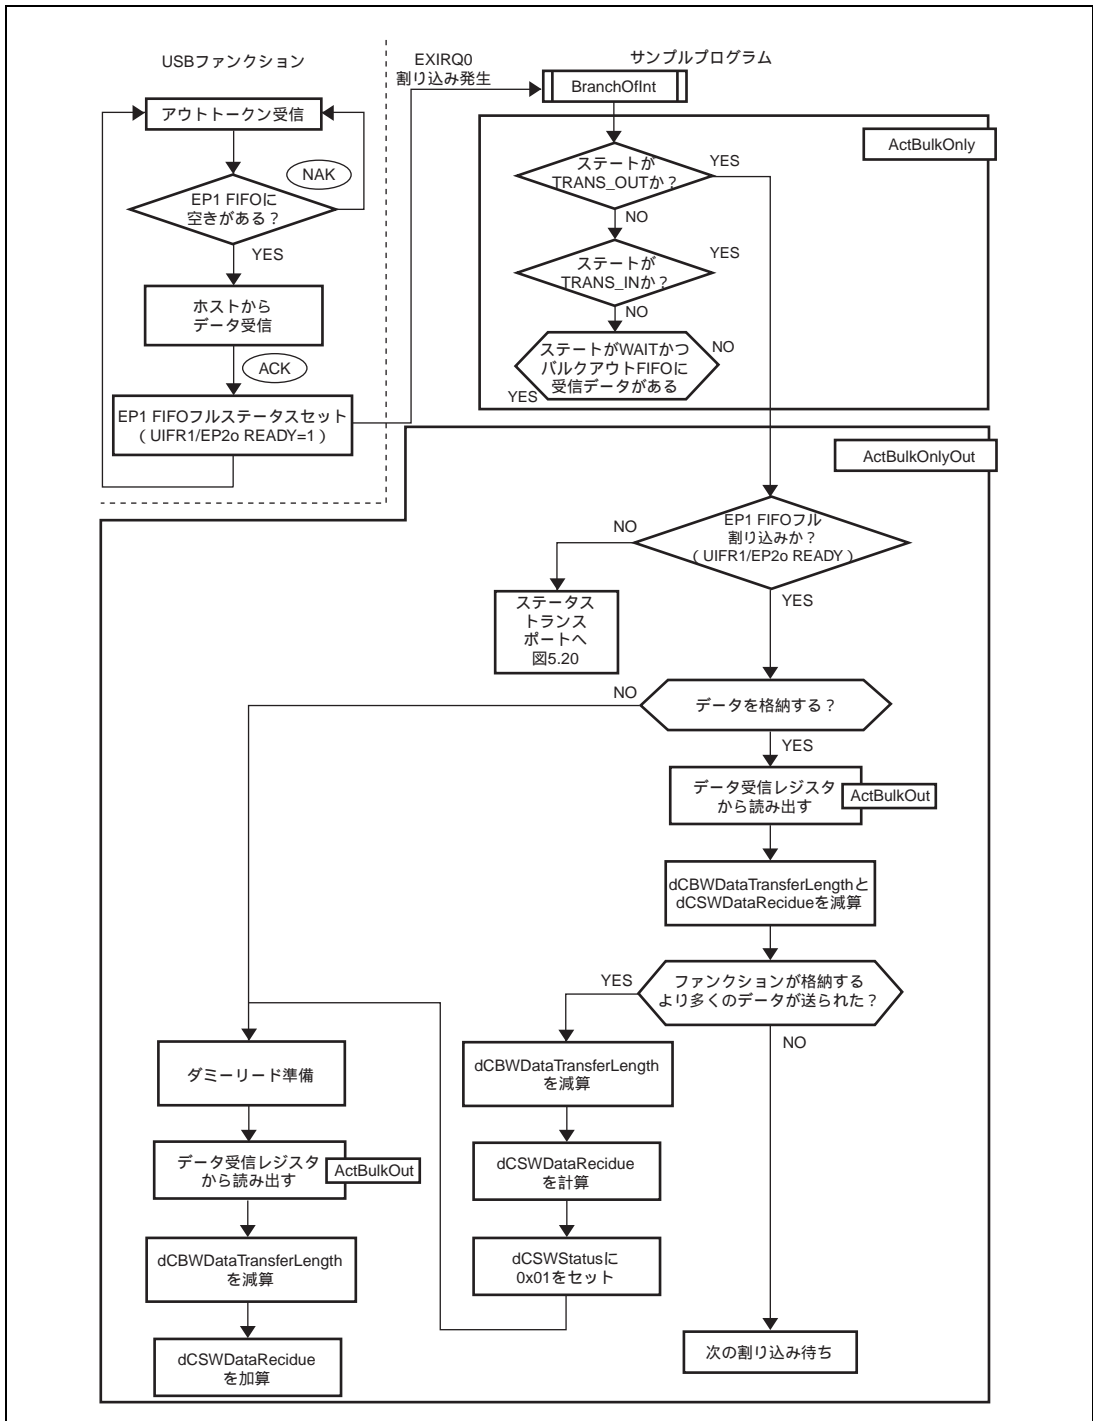 USBファンクション
EXIRQ0
割り込み発生
サンプルプログラム
アウトトークン受信
NAK
EP1 FIFOに
空きがある？
YES
ホストから
データ受信
ACK
EP1 FIFOフルステータスセット
（UIFR1/EP2o READY=1）
BranchOfInt
ActBulkOnly
ステートが
TRANS_OUTか？
YES
NO
ステートが
TRANS_INか？
YES
NO
ステートがWAITかつ
バルクアウトFIFOに
受信データがある
NO
YES
ActBulkOnlyOut
EP1 FIFOフル
割り込みか？
（UIFR1/EP2o READY）
NO
YES
ステータス
トランス
ポートへ
図5.20
データを格納する？
NO
YES
データ受信レジスタ
から読み出す
ActBulkOut
dCBWDataTransferLengthと
dCSWDataRecidueを減算
ファンクションが格納する
より多くのデータが送られた？
YES
NO
dCBWDataTransferLength
を減算
ダミーリード準備
データ受信レジスタ
から読み出す
ActBulkOut
dCSWDataRecidue
を計算
dCBWDataTransferLength
を減算
dCSWStatusに
0x01をセット
dCSWDataRecidue
を加算
次の割り込み待ち